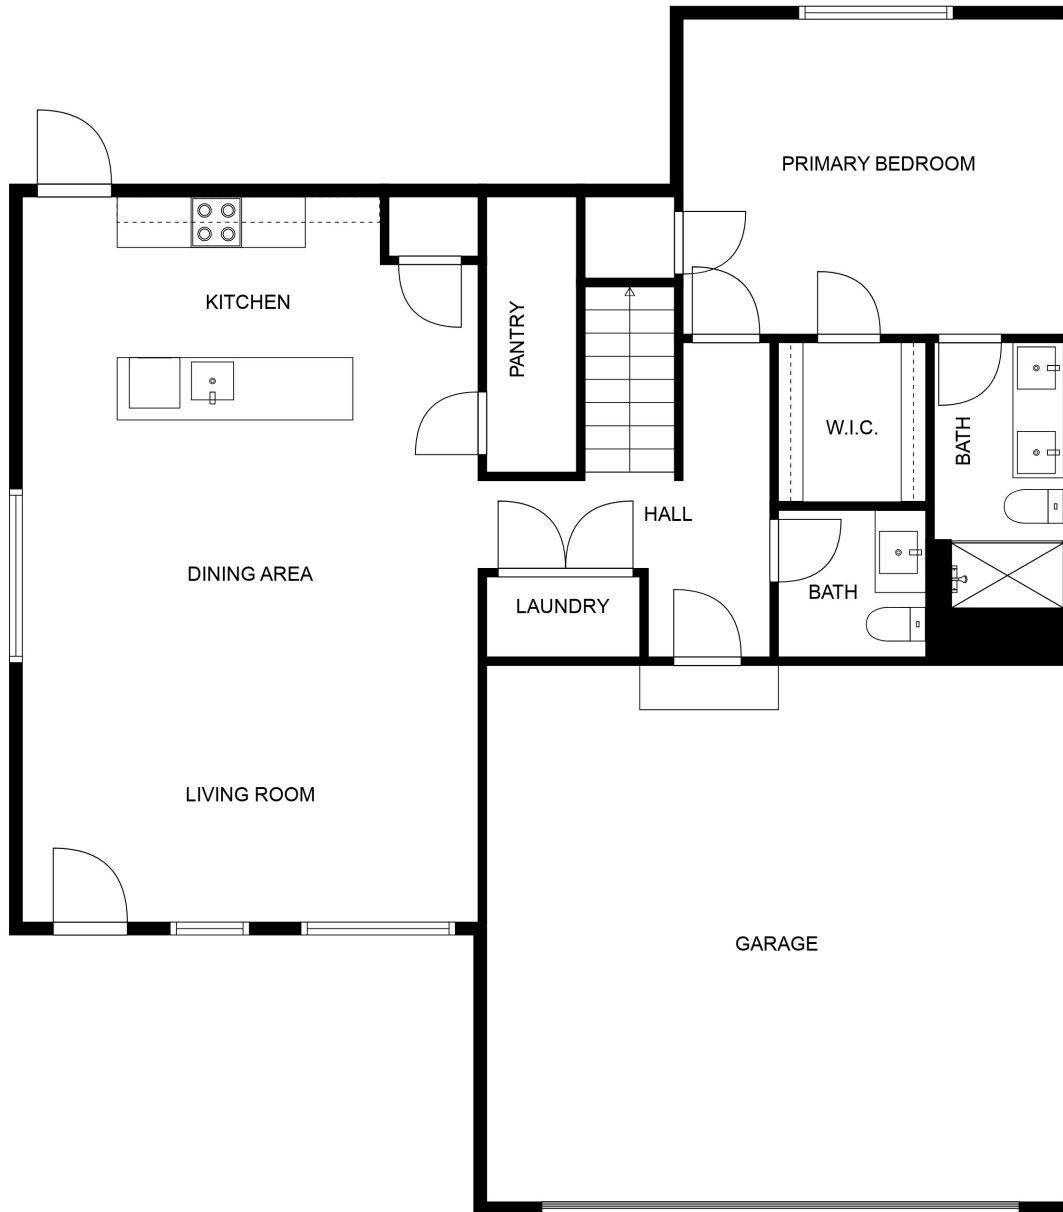 PRIMARY BEDROOM
KITCHEN
PANTRY
W.I.C.
BATH
HALL
DINING AREA
LAUNDRY
BATH
LIVING ROOM
GARAGE